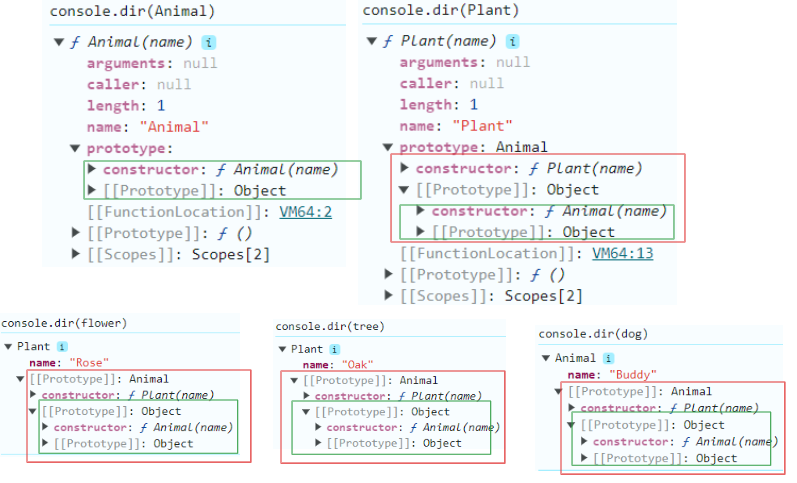 console.dir(Animal)
▼ ƒ Animal(name) i
arguments: null
caller: null
length: 1
name: "Animal"
▼ prototype:
▶ constructor: ƒ Animal(name)
▶ [[Prototype]]: Object
[[FunctionLocation]]: VM64:2
▶ [[Prototype]]: ƒ ()
▶ [[Scopes]]: Scopes[2]
console.dir(Plant)
▼ ƒ Plant(name) i
arguments: null
caller: null
length: 1
name: "Plant"
▼ prototype: Animal
▶ constructor: ƒ Plant(name)
▼ [[Prototype]]: Object
▶ constructor: ƒ Animal(name)
▶ [[Prototype]]: Object
[[FunctionLocation]]: VM64:13
▶ [[Prototype]]: ƒ ()
▶ [[Scopes]]: Scopes[2]
console.dir(flower)
▼ Plant i
name: "Rose"
▼ [[Prototype]]: Animal
▶ constructor: ƒ Plant(name)
▼ [[Prototype]]: Object
▶ constructor: ƒ Animal(name)
▶ [[Prototype]]: Object
console.dir(tree)
▼ Plant i
name: "Oak"
▼ [[Prototype]]: Animal
▶ constructor: ƒ Plant(name)
▼ [[Prototype]]: Object
▶ constructor: ƒ Animal(name)
▶ [[Prototype]]: Object
console.dir(dog)
▼ Animal i
name: "Buddy"
▼ [[Prototype]]: Animal
▶ constructor: ƒ Plant(name)
▼ [[Prototype]]: Object
▶ constructor: ƒ Animal(name)
▶ [[Prototype]]: Object